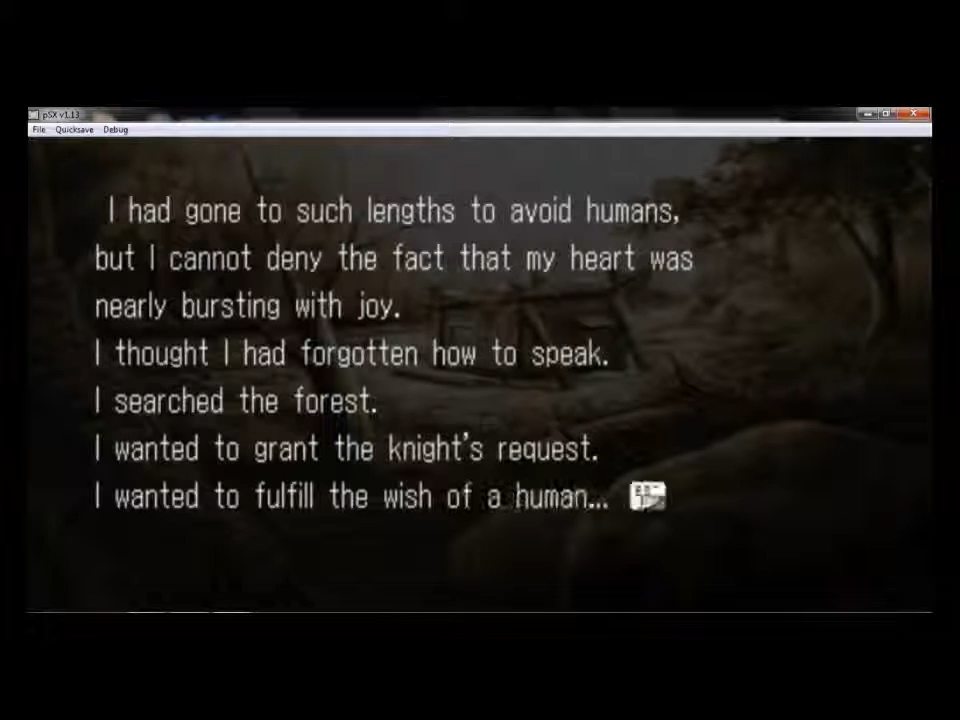 pSX v1.13
File Quicksave Debug
I had gone to such lengths to avoid humans,
but I cannot deny the fact that my heart was
nearly bursting with joy.
I thought I had forgotten how to speak.
I searched the forest.
I wanted to grant the knight's request.
I wanted to fulfill the wish of a human...